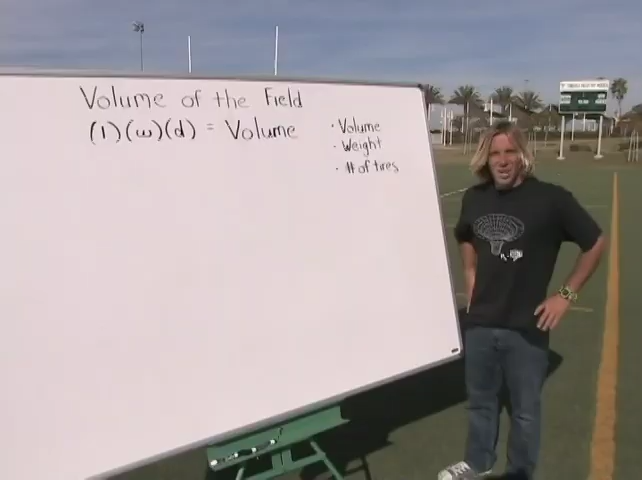 Volume of the Field
(l)(w)(d) = Volume
· Volume
· Weight
· # of tires